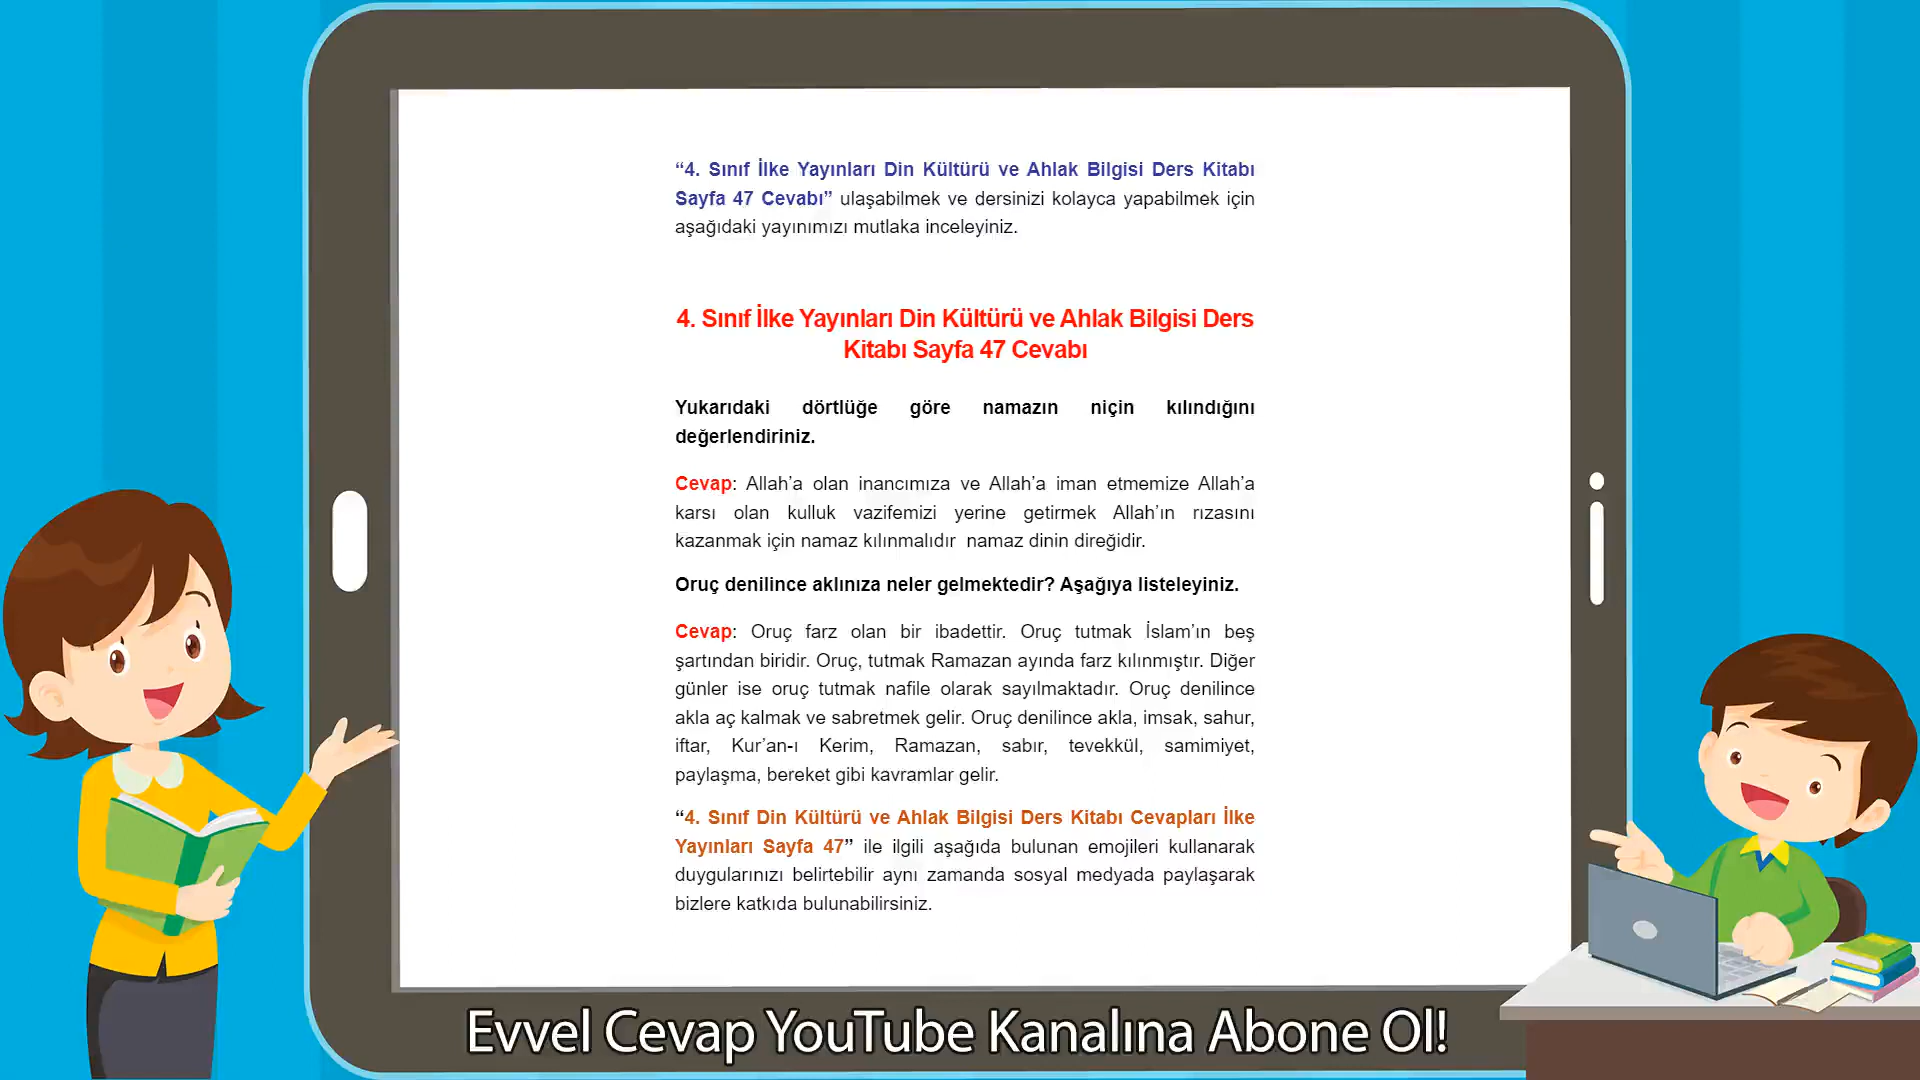 “4. Sınıf İlke Yayınları Din Kültürü ve Ahlak Bilgisi Ders Kitabı
Sayfa 47 Cevabı” ulaşabilmek ve dersinizi kolayca yapabilmek için
aşağıdaki yayınımızı mutlaka inceleyiniz.
4. Sınıf İlke Yayınları Din Kültürü ve Ahlak Bilgisi Ders
Kitabı Sayfa 47 Cevabı
Yukarıdaki dörtlüğe göre namazın niçin kılındığını
değerlendiriniz.
Cevap: Allah’a olan inancımıza ve Allah’a iman etmemize Allah’a
karsı olan kulluk vazifemizi yerine getirmek Allah’ın rızasını
kazanmak için namaz kılınmalıdır  namaz dinin direğidir.
Oruç denilince aklınıza neler gelmektedir? Aşağıya listeleyiniz.
Cevap: Oruç farz olan bir ibadettir. Oruç tutmak İslam’ın beş
şartından biridir. Oruç, tutmak Ramazan ayında farz kılınmıştır. Diğer
günler ise oruç tutmak nafile olarak sayılmaktadır. Oruç denilince
akla aç kalmak ve sabretmek gelir. Oruç denilince akla, imsak, sahur,
iftar, Kur’an-ı Kerim, Ramazan, sabır, tevekkül, samimiyet,
paylaşma, bereket gibi kavramlar gelir.
“4. Sınıf Din Kültürü ve Ahlak Bilgisi Ders Kitabı Cevapları İlke
Yayınları Sayfa 47” ile ilgili aşağıda bulunan emojileri kullanarak
duygularınızı belirtebilir aynı zamanda sosyal medyada paylaşarak
bizlere katkıda bulunabilirsiniz.
Evvel Cevap YouTube Kanalına Abone Ol!